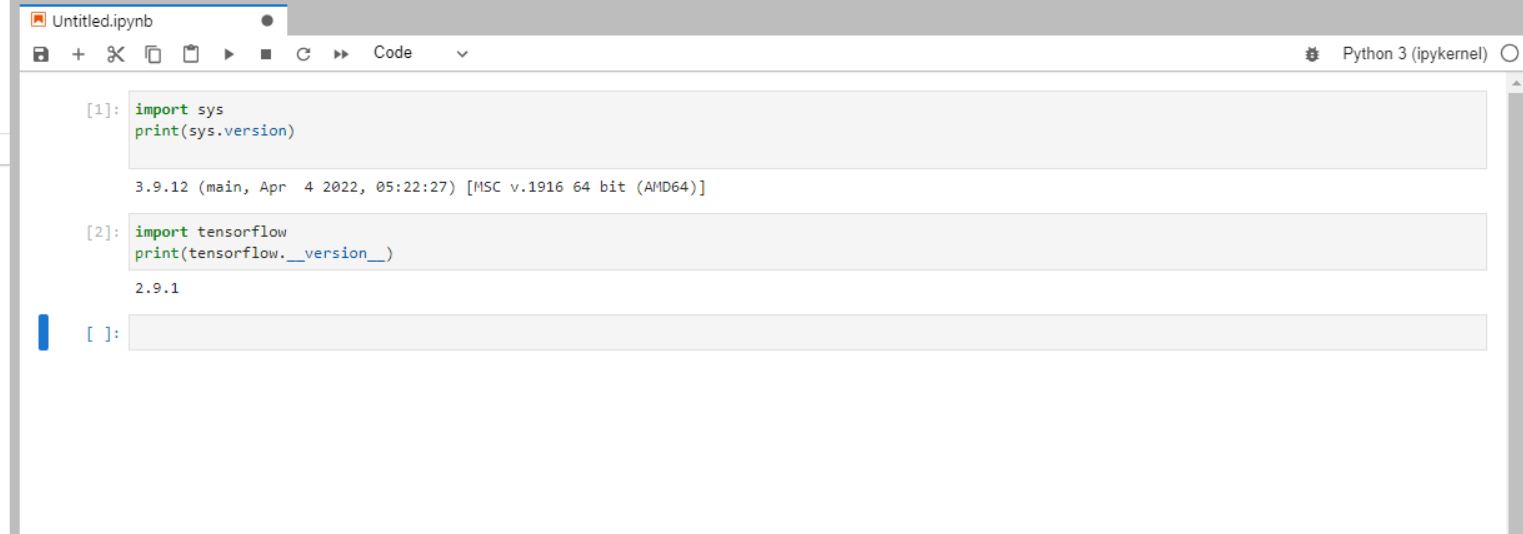 Untitled.ipynb
Code
Python 3 (ipykernel)
[1]: import sys
print(sys.version)
3.9.12 (main, Apr  4 2022, 05:22:27) [MSC v.1916 64 bit (AMD64)]
[2]: import tensorflow
print(tensorflow.__version__)
2.9.1
[ ]: